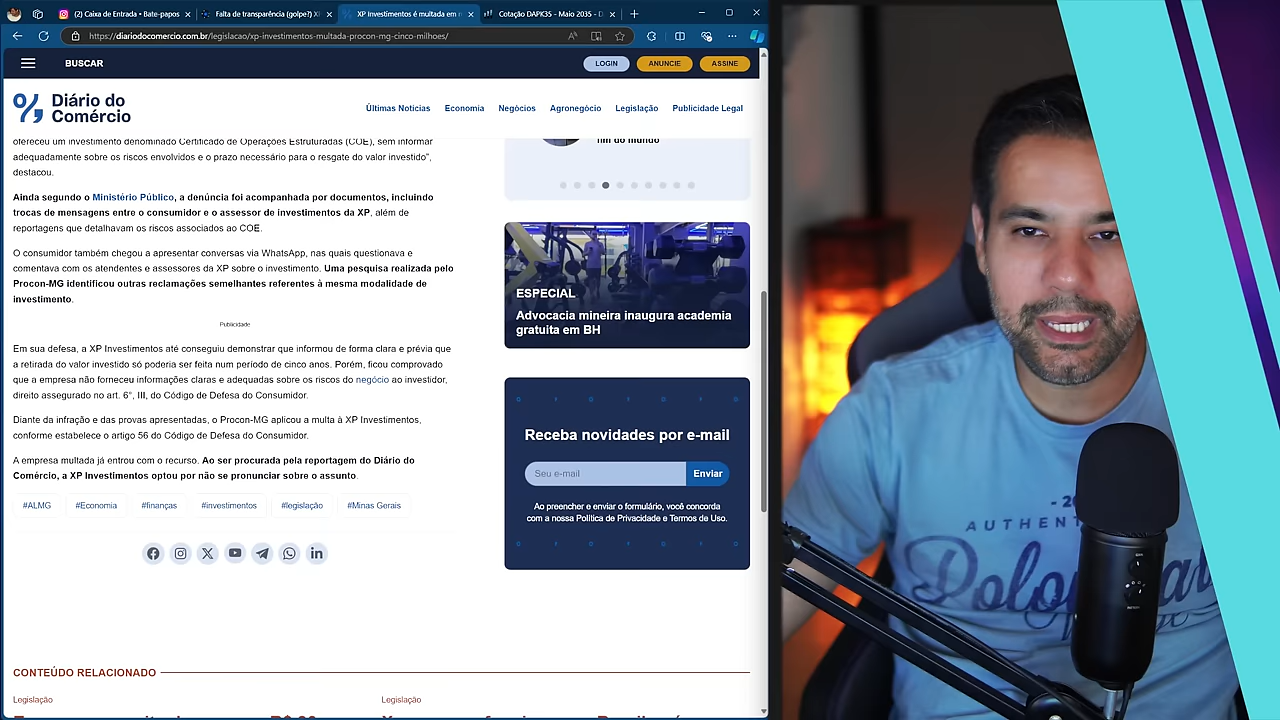 (2) Caixa de Entrada • Bate-papos
Falta de transparência (golpe?) XI
XP Investimentos é multada em
Cotação DAPK35 - Maio 2035 - D
https://diariodocomercio.com.br/legislacao/xp-investimentos-multada-procon-mg-cinco-milhoes/
BUSCAR
LOGIN
ANUNCIE
ASSINE
Diário do
Comércio
Últimas Notícias
Economia
Negócios
Agronegócio
Legislação
Publicidade Legal
ofereceu um investimento denominado Certificado de Operações Estruturadas (COE), sem informar
adequadamente sobre os riscos envolvidos e o prazo necessário para o resgate do valor investido”,
destacou.
Ainda segundo o Ministério Público, a denúncia foi acompanhada por documentos, incluindo
trocas de mensagens entre o consumidor e o assessor de investimentos da XP, além de
reportagens que detalhavam os riscos associados ao COE.
O consumidor também chegou a apresentar conversas via WhatsApp, nas quais questionava e
comentava com os atendentes e assessores da XP sobre o investimento. Uma pesquisa realizada pelo
Procon-MG identificou outras reclamações semelhantes referentes à mesma modalidade de
investimento.
Publicidade
Em sua defesa, a XP Investimentos até conseguiu demonstrar que informou de forma clara e prévia que
a retirada do valor investido só poderia ser feita num período de cinco anos. Porém, ficou comprovado
que a empresa não forneceu informações claras e adequadas sobre os riscos do negócio ao investidor,
direito assegurado no art. 6°, III, do Código de Defesa do Consumidor.
Diante da infração e das provas apresentadas, o Procon-MG aplicou a multa à XP Investimentos,
conforme estabelece o artigo 56 do Código de Defesa do Consumidor.
A empresa multada já entrou com o recurso. Ao ser procurada pela reportagem do Diário do
Comércio, a XP Investimentos optou por não se pronunciar sobre o assunto.
#ALMG
#Economia
#finanças
#investimentos
#legislação
#Minas Gerais
fim do mundo
ESPECIAL
Advocacia mineira inaugura academia
gratuita em BH
Receba novidades por e-mail
Seu e-mail
Enviar
Ao preencher e enviar o formulário, você concorda
com a nossa Política de Privacidade e Termos de Uso.
CONTEÚDO RELACIONADO
Legislação
Legislação
AUTHENT